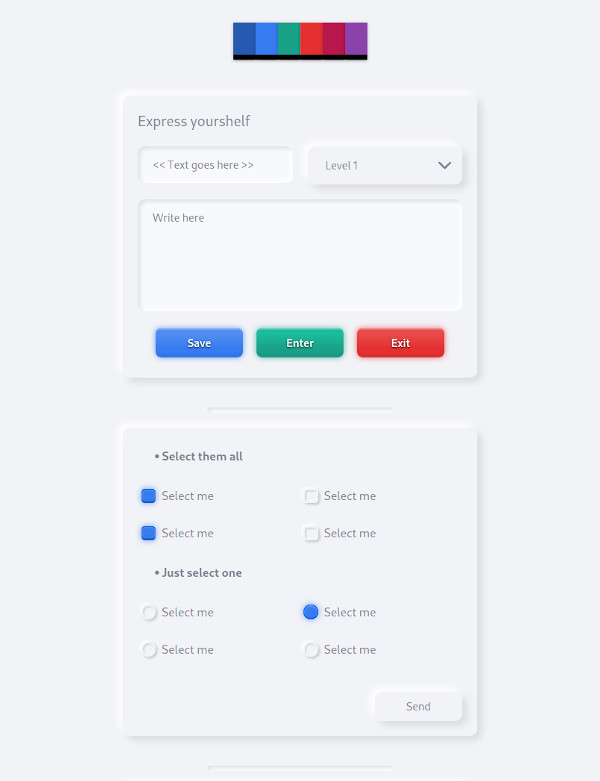 Express yourshelf
<< Text goes here >>
Level 1
Write here
Save
Enter
Exit
• Select them all
Select me
Select me
Select me
Select me
• Just select one
Select me
Select me
Select me
Select me
Send